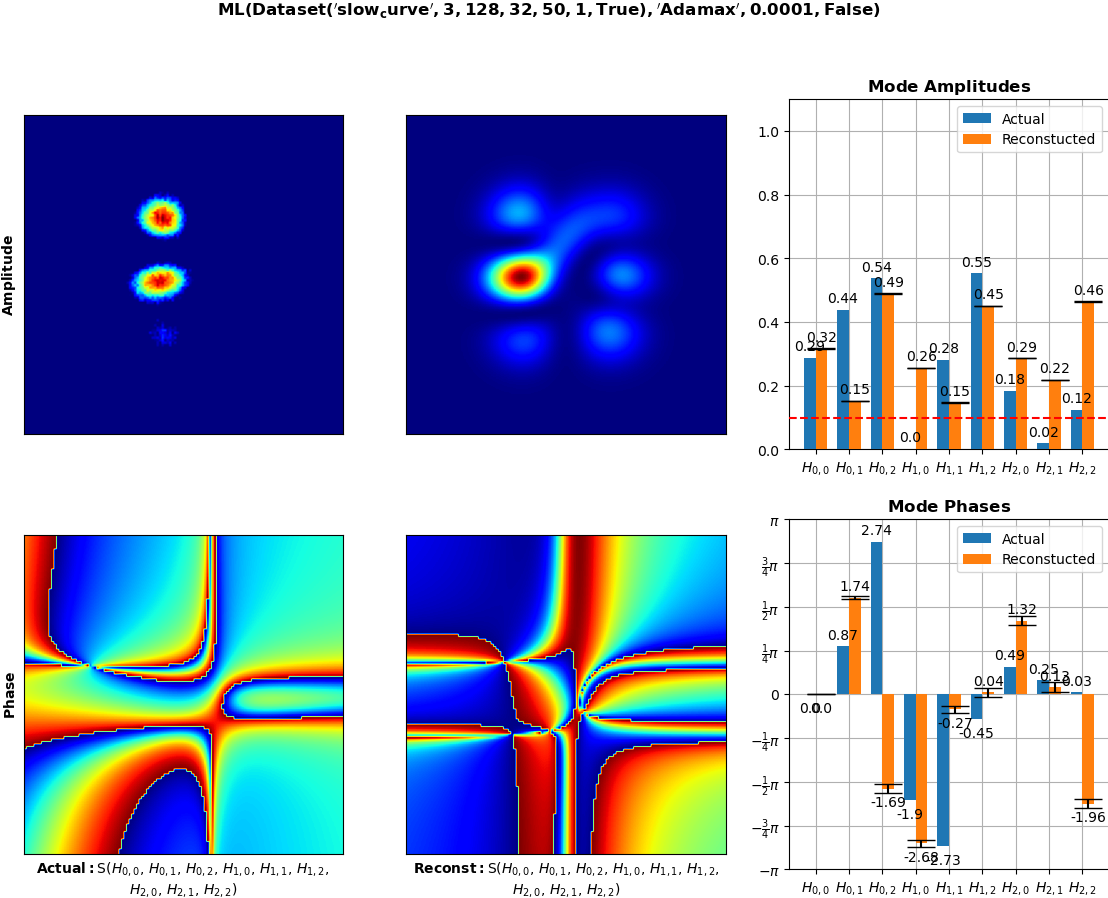 ML(Dataset('slow_curve', 3, 128, 32, 50, 1, True), 'Adamax', 0.0001, False)
Amplitude
Mode Amplitudes
Actual
Reconstucted
1.0
0.8
0.6
0.4
0.2
0.0
0.29
0.32
0.44
0.15
0.54
0.49
0.0
0.26
0.28
0.15
0.55
0.45
0.18
0.29
0.02
0.22
0.12
0.46
H0,0 H0,1 H0,2 H1,0 H1,1 H1,2 H2,0 H2,1 H2,2
Phase
Actual: S(H0,0, H0,1, H0,2, H1,0, H1,1, H1,2,
H2,0, H2,1, H2,2)
Reconst: S(H0,0, H0,1, H0,2, H1,0, H1,1, H1,2,
H2,0, H2,1, H2,2)
Mode Phases
Actual
Reconstucted
π
3/4π
1/2π
1/4π
0
−1/4π
−1/2π
−3/4π
−π
0.0
0.0
0.87
1.74
2.74
-1.69
-1.9
-2.68
-2.73
-0.27
-0.45
0.04
0.49
1.32
0.25
0.13
0.03
-1.96
H0,0 H0,1 H0,2 H1,0 H1,1 H1,2 H2,0 H2,1 H2,2